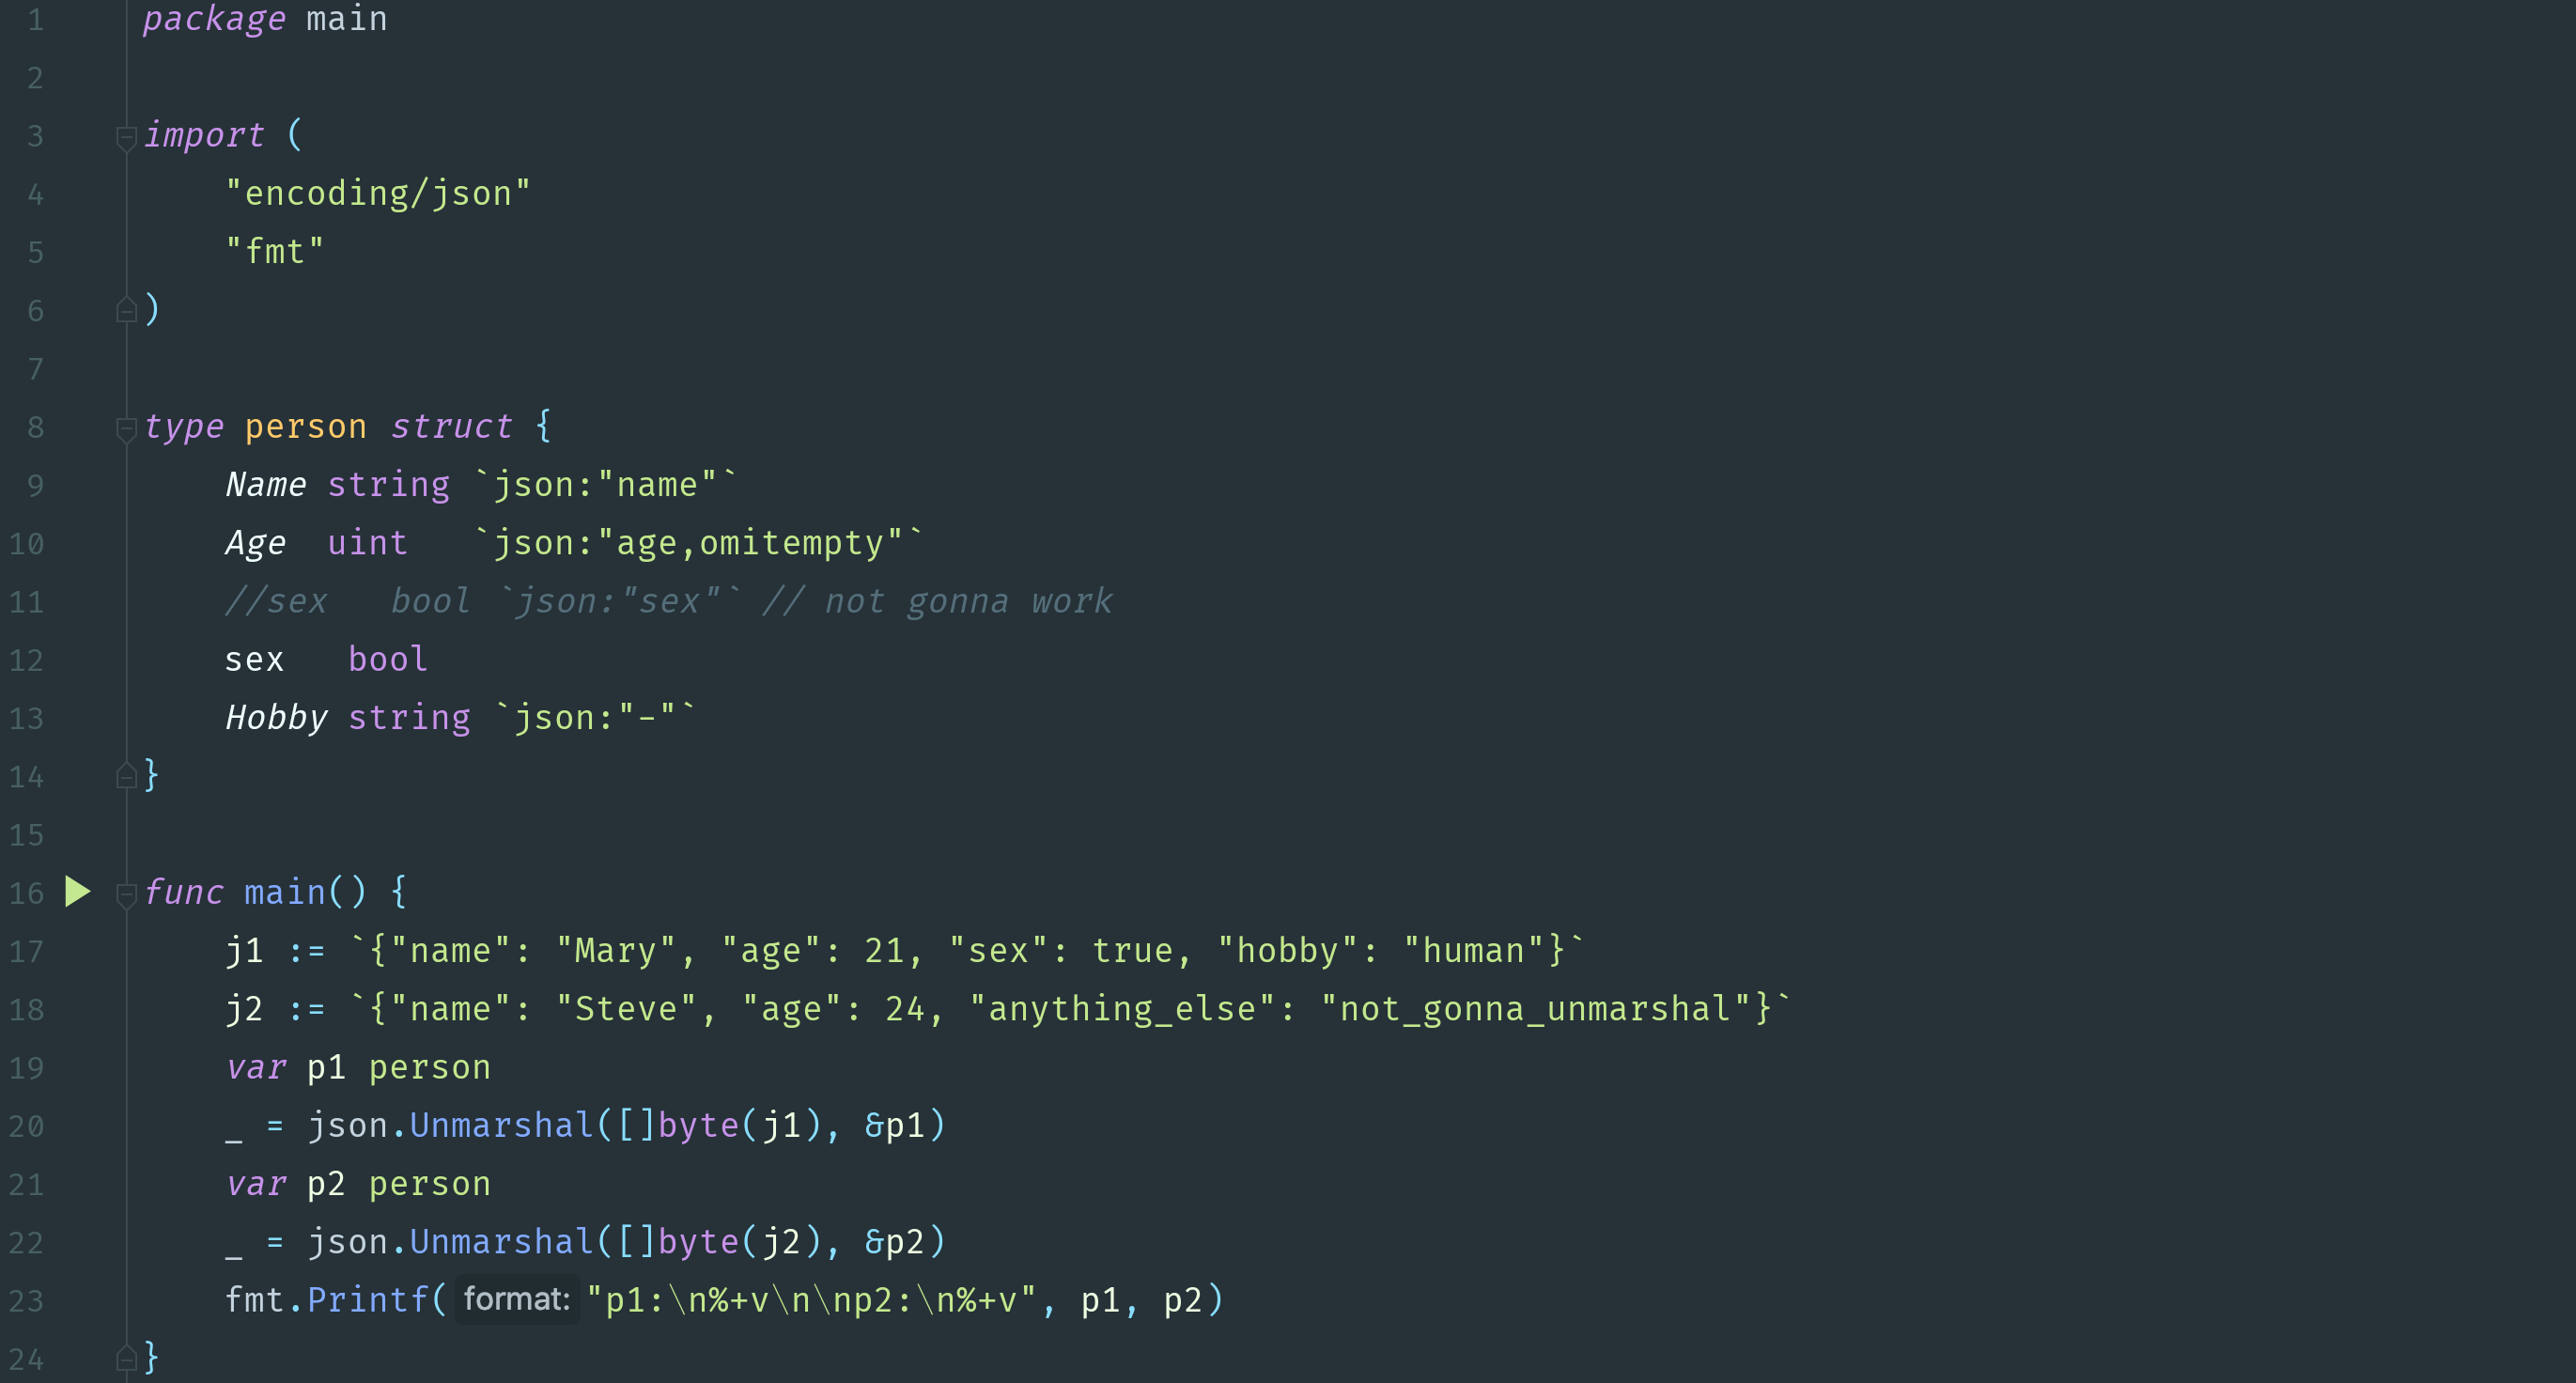 1 package main
2
3 import (
4     "encoding/json"
5     "fmt"
6 )
7
8 type person struct {
9     Name string `json:"name"`
10     Age  uint   `json:"age,omitempty"`
11     //sex   bool `json:"sex"` // not gonna work
12     sex   bool
13     Hobby string `json:"-"`
14 }
15
16 func main() {
17     j1 := `{"name": "Mary", "age": 21, "sex": true, "hobby": "human"}`
18     j2 := `{"name": "Steve", "age": 24, "anything_else": "not_gonna_unmarshal"}`
19     var p1 person
20     _ = json.Unmarshal([]byte(j1), &p1)
21     var p2 person
22     _ = json.Unmarshal([]byte(j2), &p2)
23     fmt.Printf( format: "p1:\n%+v\n\np2:\n%+v", p1, p2)
24 }